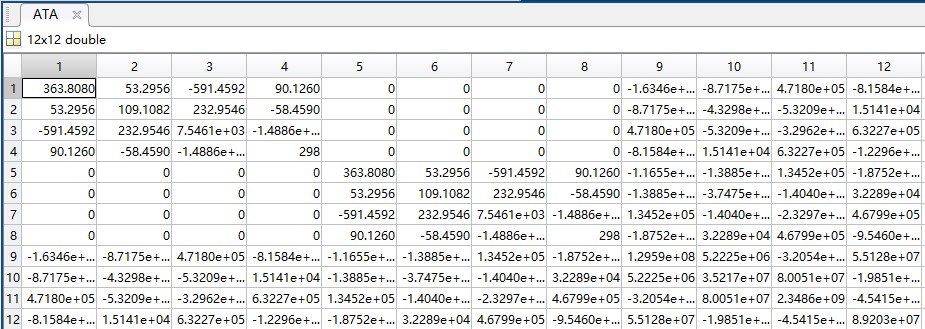 ATA
12x12 double
1 2 3 4 5 6 7 8 9 10 11 12
1 363.8080 53.2956 -591.4592 90.1260 0 0 0 0 -1.6346e+... -8.7175e+... 4.7180e+05 -8.1584e+...
2 53.2956 109.1082 232.9546 -58.4590 0 0 0 0 -8.7175e+... -4.3298e+... -5.3209e+... 1.5141e+04
3 -591.4592 232.9546 7.5461e+03 -1.4886e+... 0 0 0 0 4.7180e+05 -5.3209e+... -3.2962e+... 6.3227e+05
4 90.1260 -58.4590 -1.4886e+... 298 0 0 0 0 -8.1584e+... 1.5141e+04 6.3227e+05 -1.2296e+...
5 0 0 0 0 363.8080 53.2956 -591.4592 90.1260 -1.1655e+... -1.3885e+... 1.3452e+05 -1.8752e+...
6 0 0 0 0 53.2956 109.1082 232.9546 -58.4590 -1.3885e+... -3.7475e+... -1.4040e+... 3.2289e+04
7 0 0 0 0 -591.4592 232.9546 7.5461e+03 -1.4886e+... 1.3452e+05 -1.4040e+... -2.3297e+... 4.6799e+05
8 0 0 0 0 90.1260 -58.4590 -1.4886e+... 298 -1.8752e+... 3.2289e+04 4.6799e+05 -9.5460e+...
9 -1.6346e+... -8.7175e+... 4.7180e+05 -8.1584e+... -1.1655e+... -1.3885e+... 1.3452e+05 -1.8752e+... 1.2959e+08 5.2225e+06 -3.2054e+... 5.5128e+07
10 -8.7175e+... -4.3298e+... -5.3209e+... 1.5141e+04 -1.3885e+... -3.7475e+... -1.4040e+... 3.2289e+04 5.2225e+06 3.5217e+07 8.0051e+07 -1.9851e+...
11 4.7180e+05 -5.3209e+... -3.2962e+... 6.3227e+05 1.3452e+05 -1.4040e+... -2.3297e+... 4.6799e+05 -3.2054e+... 8.0051e+07 2.3486e+09 -4.5415e+...
12 -8.1584e+... 1.5141e+04 6.3227e+05 -1.2296e+... -1.8752e+... 3.2289e+04 4.6799e+05 -9.5460e+... 5.5128e+07 -1.9851e+... -4.5415e+... 8.9203e+07